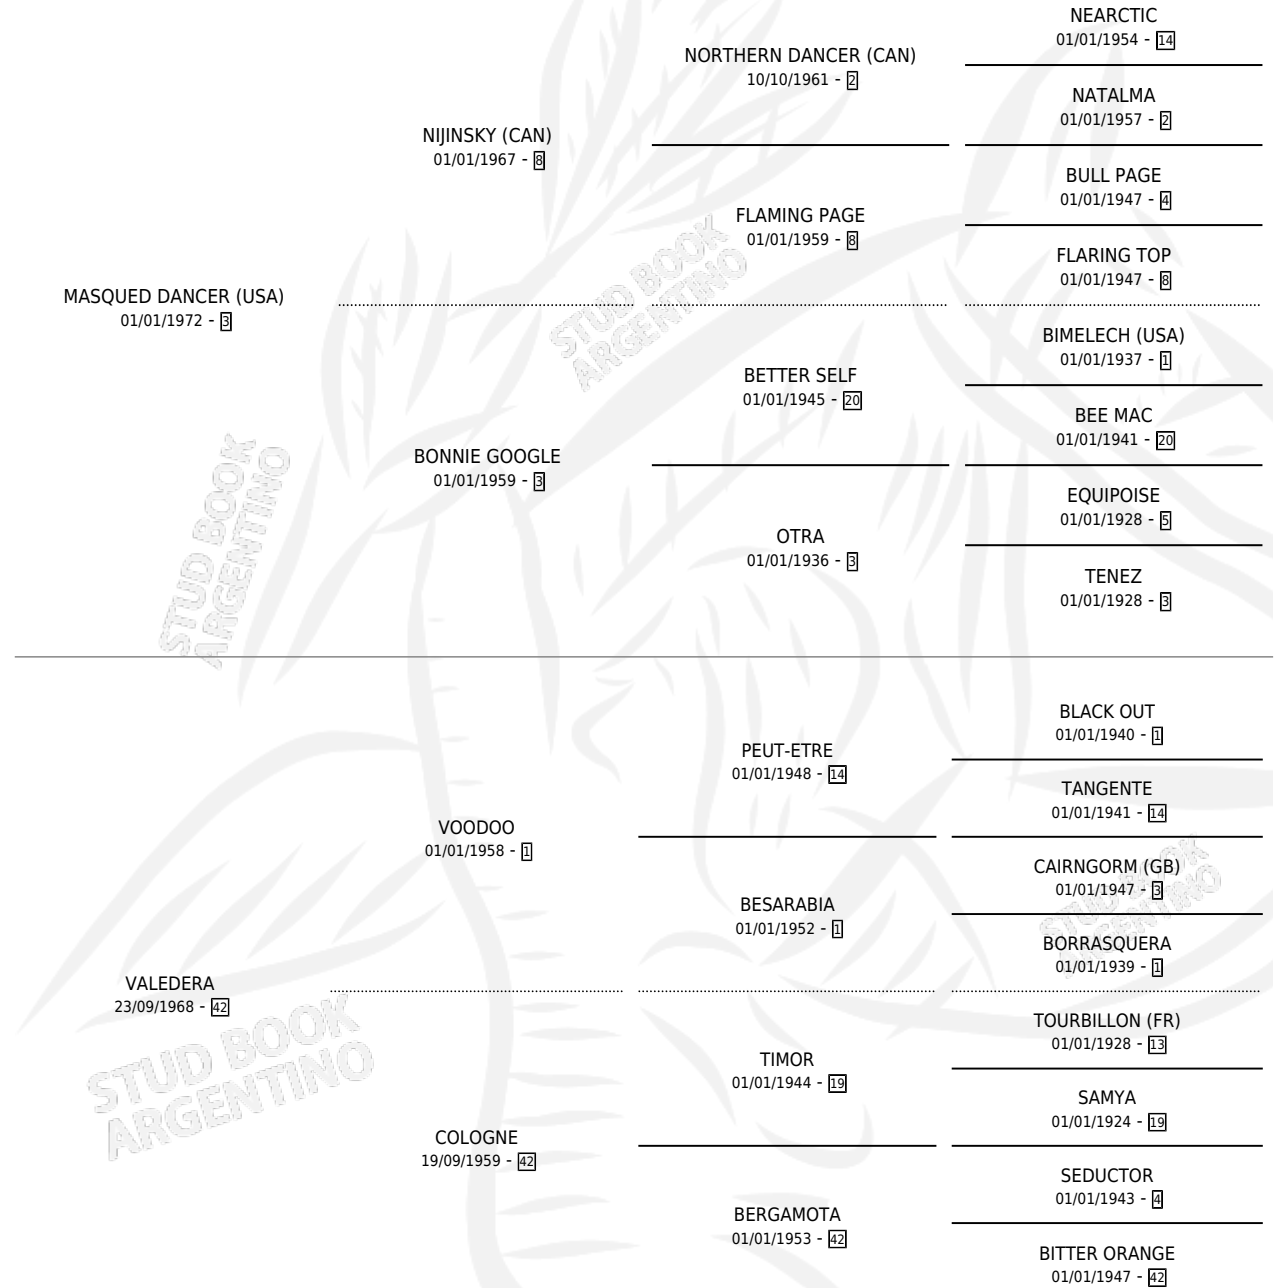 NEARCTIC
01/01/1954 - 14
NORTHERN DANCER (CAN)
10/10/1961 - 2
NATALMA
01/01/1957 - 2
NIJINSKY (CAN)
01/01/1967 - 8
BULL PAGE
01/01/1947 - 4
FLAMING PAGE
01/01/1959 - 8
FLARING TOP
01/01/1947 - 8
MASQUED DANCER (USA)
01/01/1972 - 3
STUD BOOK
ARGENTINO
BIMELECH (USA)
01/01/1937 - 1
BETTER SELF
01/01/1945 - 20
BEE MAC
01/01/1941 - 20
BONNIE GOOGLE
01/01/1959 - 3
EQUIPOISE
01/01/1928 - 5
OTRA
01/01/1936 - 3
TENEZ
01/01/1928 - 3
STUD BOOK
ARGENTINO
BLACK OUT
01/01/1940 - 1
PEUT-ETRE
01/01/1948 - 14
TANGENTE
01/01/1941 - 14
VOODOO
01/01/1958 - 1
CAIRNGORM (GB)
01/01/1947 - 3
STUD BOOK
ARGENTINO
BESARABIA
01/01/1952 - 1
BORRASQUERA
01/01/1939 - 1
VALEDERA
23/09/1968 - 42
STUD BOOK
ARGENTINO
TOURBILLON (FR)
01/01/1928 - 13
TIMOR
01/01/1944 - 19
SAMYA
01/01/1924 - 19
COLOGNE
19/09/1959 - 42
SEDUCTOR
01/01/1943 - 4
BERGAMOTA
01/01/1953 - 42
BITTER ORANGE
01/01/1947 - 42